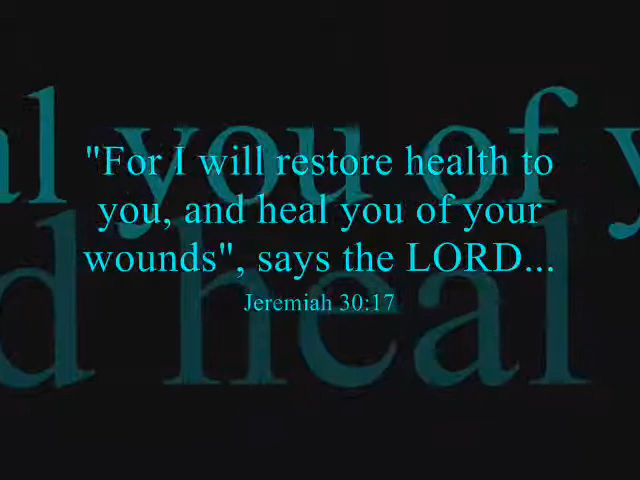 al you of y
"For I will restore health to
you, and heal you of your
wounds", says the LORD...
Jeremiah 30:17
d heal